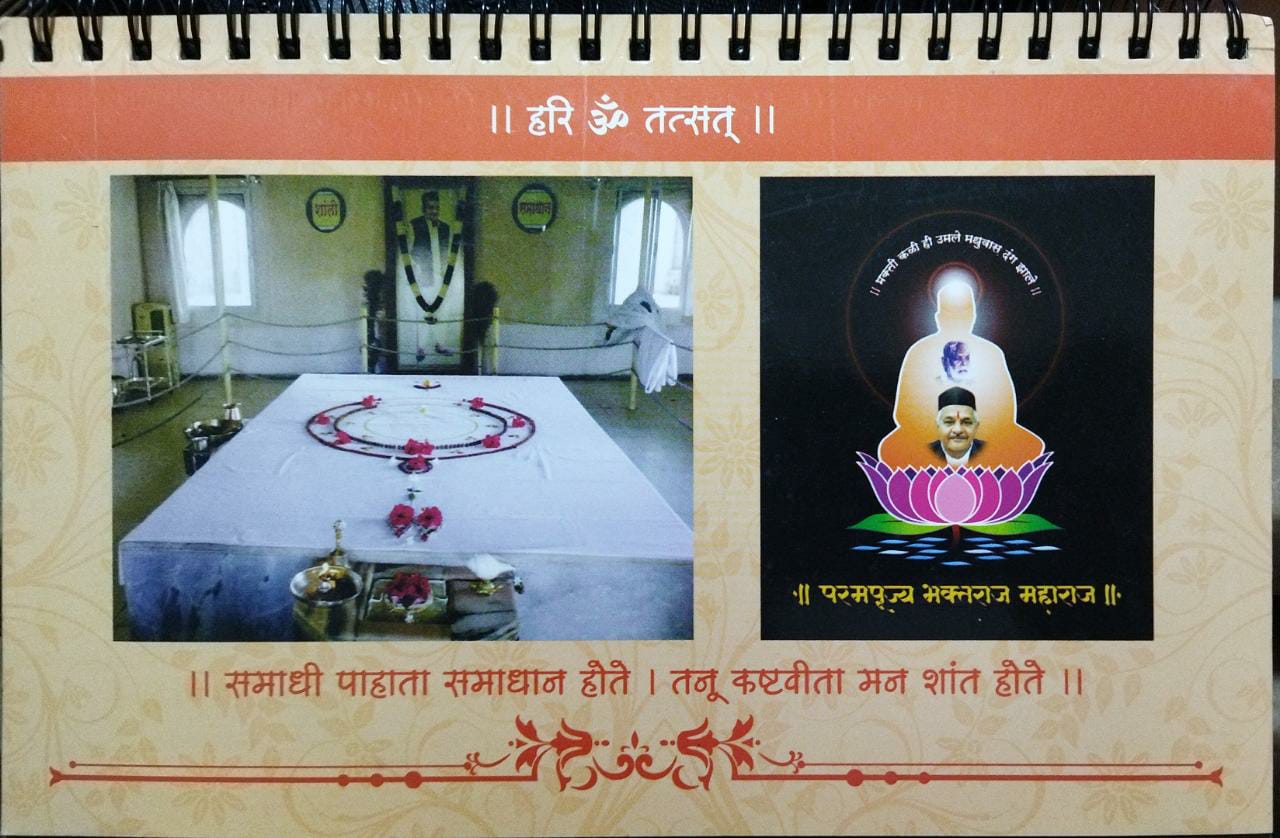 ।। हरि ॐ तत्सत् ।।
शांती
समाधान
।। भक्ती कळी ही उमले मधुवास दंग झाले ।।
॥ परमपूज्य भक्तराज महाराज ॥
।। समाधी पाहाता समाधान होते । तनू कष्टवीता मन शांत होते ।।